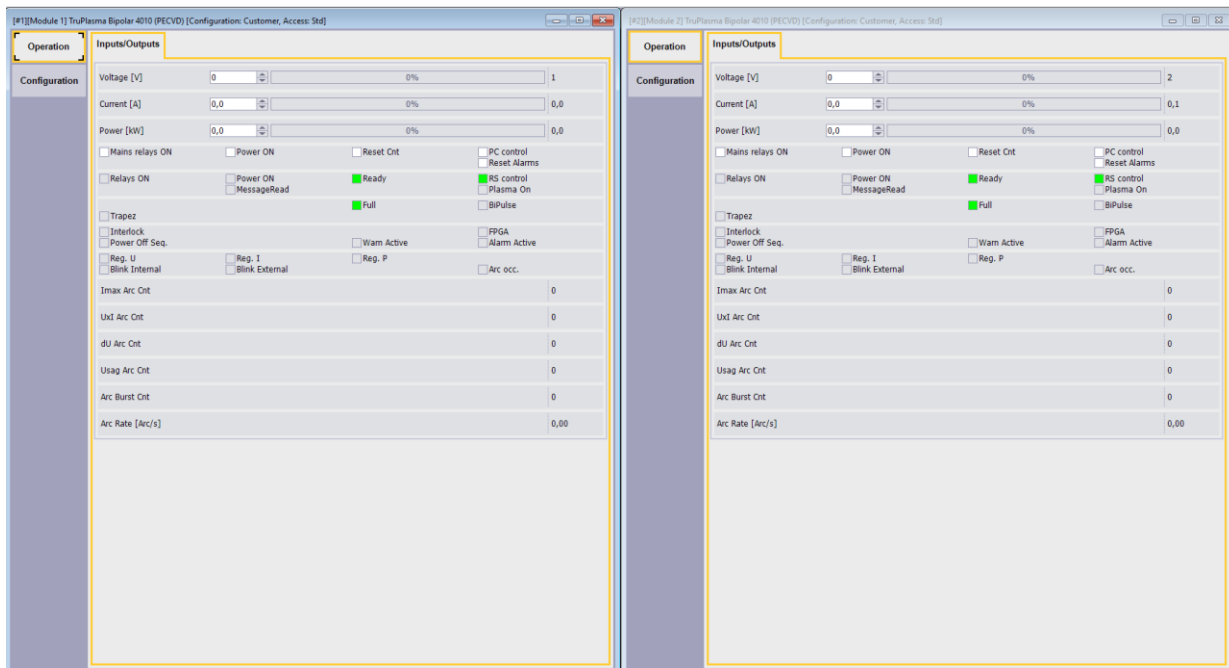 [#1][Module 1] TruPlasma Bipolar 4010 (PECVD) [Configuration: Customer, Access: Std]
Operation
Configuration
Inputs/Outputs
Voltage [V] 0 0% 1
Current [A] 0,0 0% 0,0
Power [kW] 0,0 0% 0,0
Mains relays ON Power ON Reset Cnt PC control
Reset Alarms
Relays ON Power ON Ready RS control
MessageRead Plasma On
Full BiPulse
Trapez
Interlock FPGA
Power Off Seq. Warn Active Alarm Active
Reg. U Reg. I Reg. P
Blink Internal Blink External Arc occ.
Imax Arc Cnt 0
UxI Arc Cnt 0
dU Arc Cnt 0
Usag Arc Cnt 0
Arc Burst Cnt 0
Arc Rate [Arc/s] 0,00
[#2][Module 2] TruPlasma Bipolar 4010 (PECVD) [Configuration: Customer, Access: Std]
Operation
Configuration
Inputs/Outputs
Voltage [V] 0 0% 2
Current [A] 0,0 0% 0,1
Power [kW] 0,0 0% 0,0
Mains relays ON Power ON Reset Cnt PC control
Reset Alarms
Relays ON Power ON Ready RS control
MessageRead Plasma On
Full BiPulse
Trapez
Interlock FPGA
Power Off Seq. Warn Active Alarm Active
Reg. U Reg. I Reg. P
Blink Internal Blink External Arc occ.
Imax Arc Cnt 0
UxI Arc Cnt 0
dU Arc Cnt 0
Usag Arc Cnt 0
Arc Burst Cnt 0
Arc Rate [Arc/s] 0,00